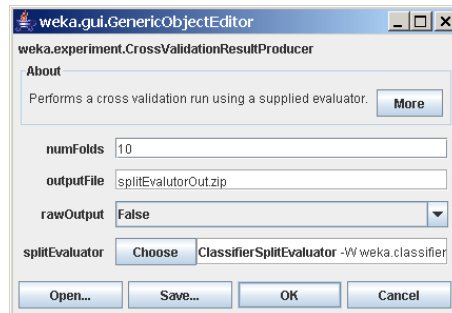 weka.gui.GenericObjectEditor
weka.experiment.CrossValidationResultProducer
About
Performs a cross validation run using a supplied evaluator. More
numFolds 10
outputFile splitEvalutorOut.zip
rawOutput False
splitEvaluator Choose ClassifierSplitEvaluator -W weka.classifier
Open... Save... OK Cancel